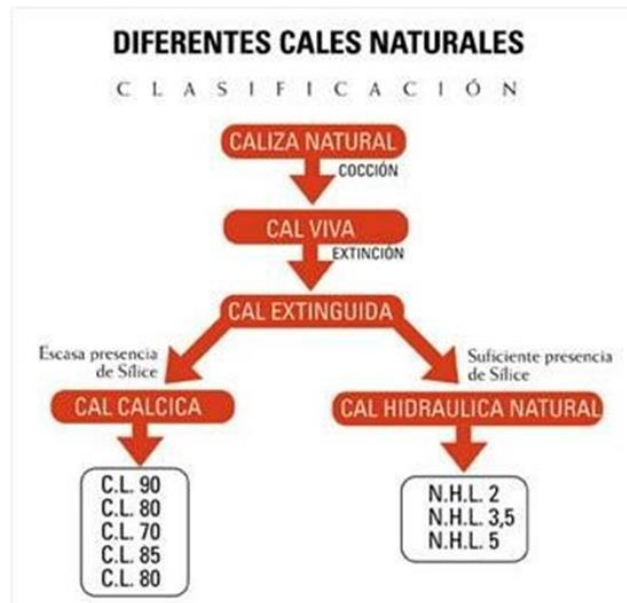 DIFERENTES CALES NATURALES
CLASIFICACIÓN
CALIZA NATURAL
COCCIÓN
CAL VIVA
EXTINCIÓN
CAL EXTINGUIDA
Escasa presencia
de Sílice
Suficiente presencia
de Sílice
CAL CALCICA
CAL HIDRAULICA NATURAL
C.L. 90
C.L. 80
C.L. 70
C.L. 85
C.L. 80
N.H.L. 2
N.H.L. 3,5
N.H.L. 5